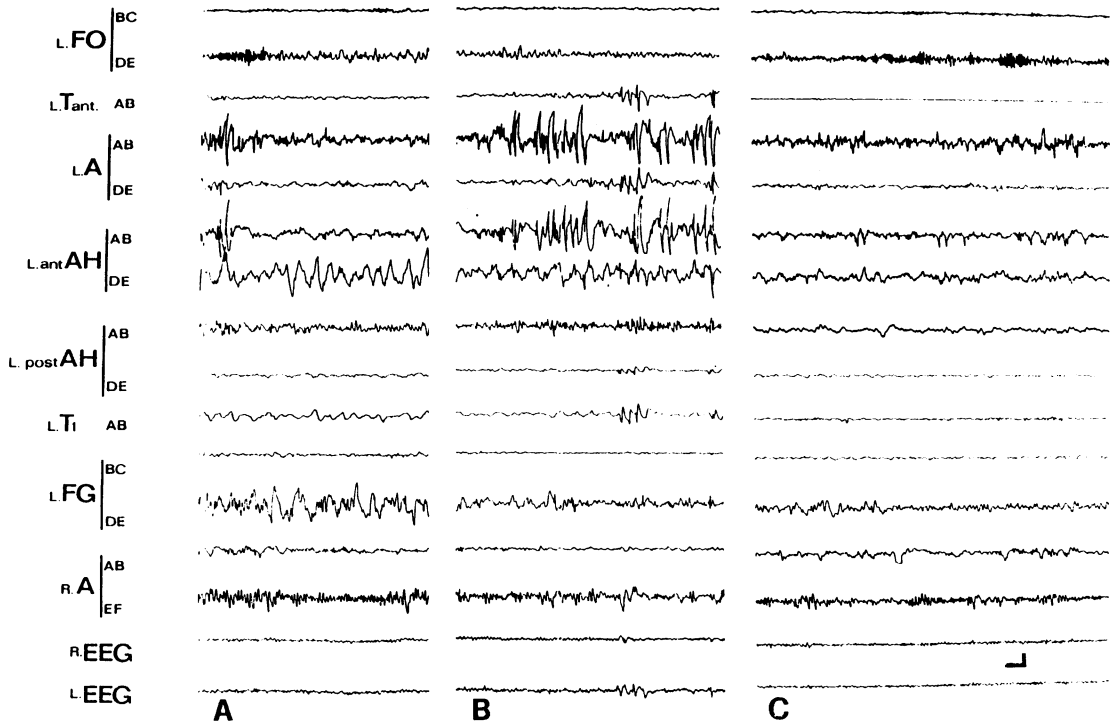 L.FO BC
DE
L.Tant. AB
L.A AB
DE
L.antAH AB
DE
L. postAH AB
DE
L.T₁ AB
L.FG BC
DE
R.A AB
EF
R.EEG
L.EEG
A B C